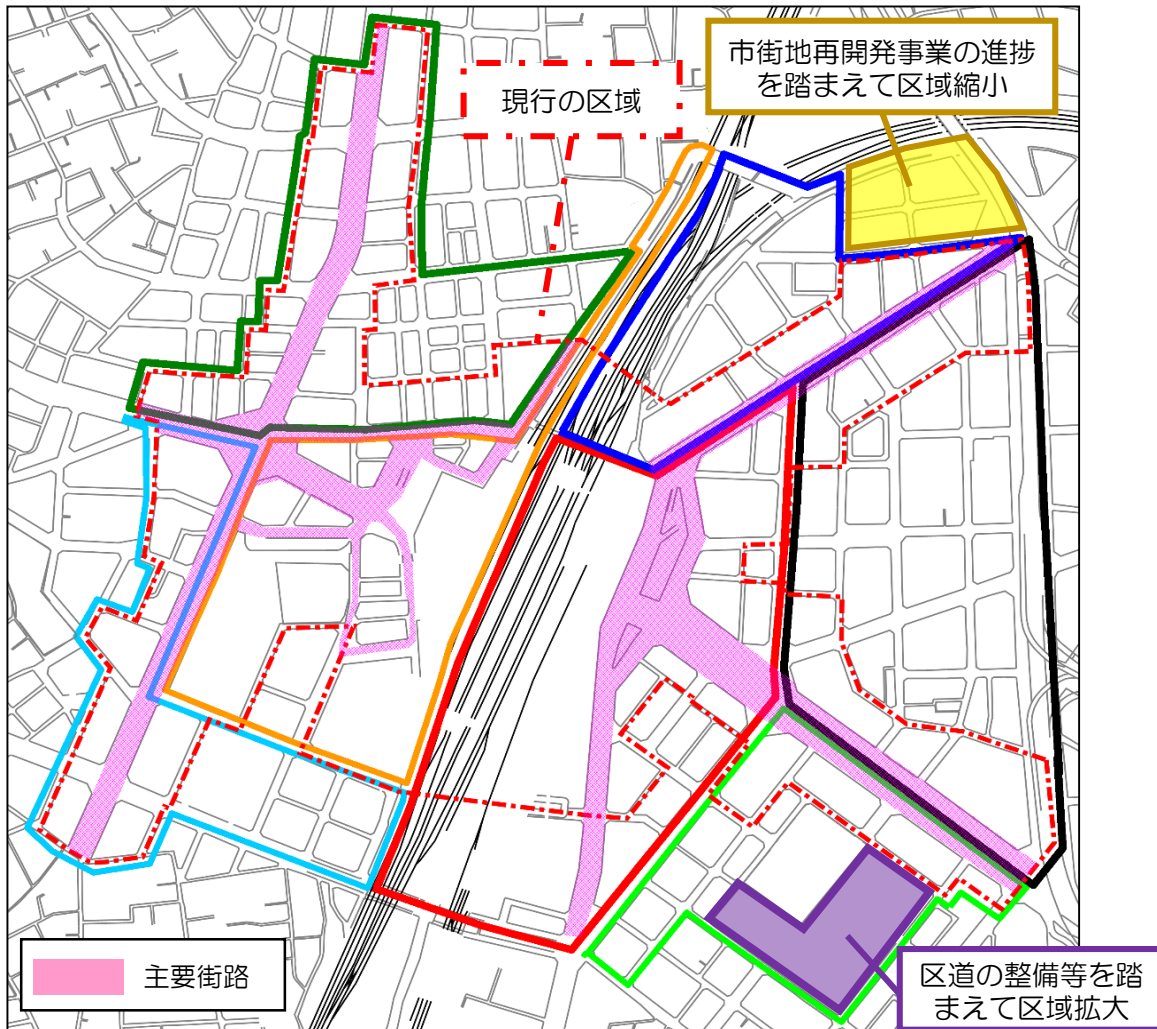 市街地再開発事業の進捗
を踏まえて区域縮小
現行の区域
主要街路
区道の整備等を踏
まえて区域拡大